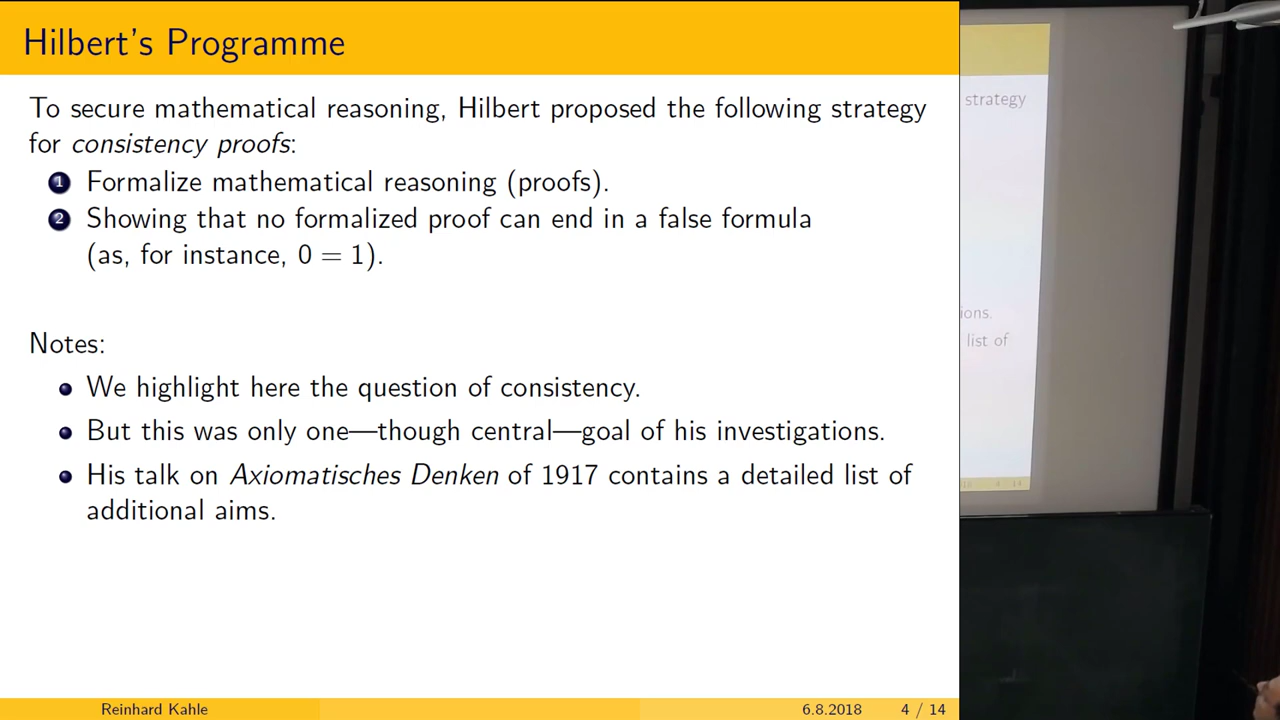 Hilbert's Programme
To secure mathematical reasoning, Hilbert proposed the following strategy
for consistency proofs:
1 Formalize mathematical reasoning (proofs).
2 Showing that no formalized proof can end in a false formula
(as, for instance, 0 = 1).
Notes:
• We highlight here the question of consistency.
• But this was only one—though central—goal of his investigations.
• His talk on Axiomatisches Denken of 1917 contains a detailed list of
additional aims.
Reinhard Kahle
6.8.2018 4 / 14
strategy
ions.
list of
4 14